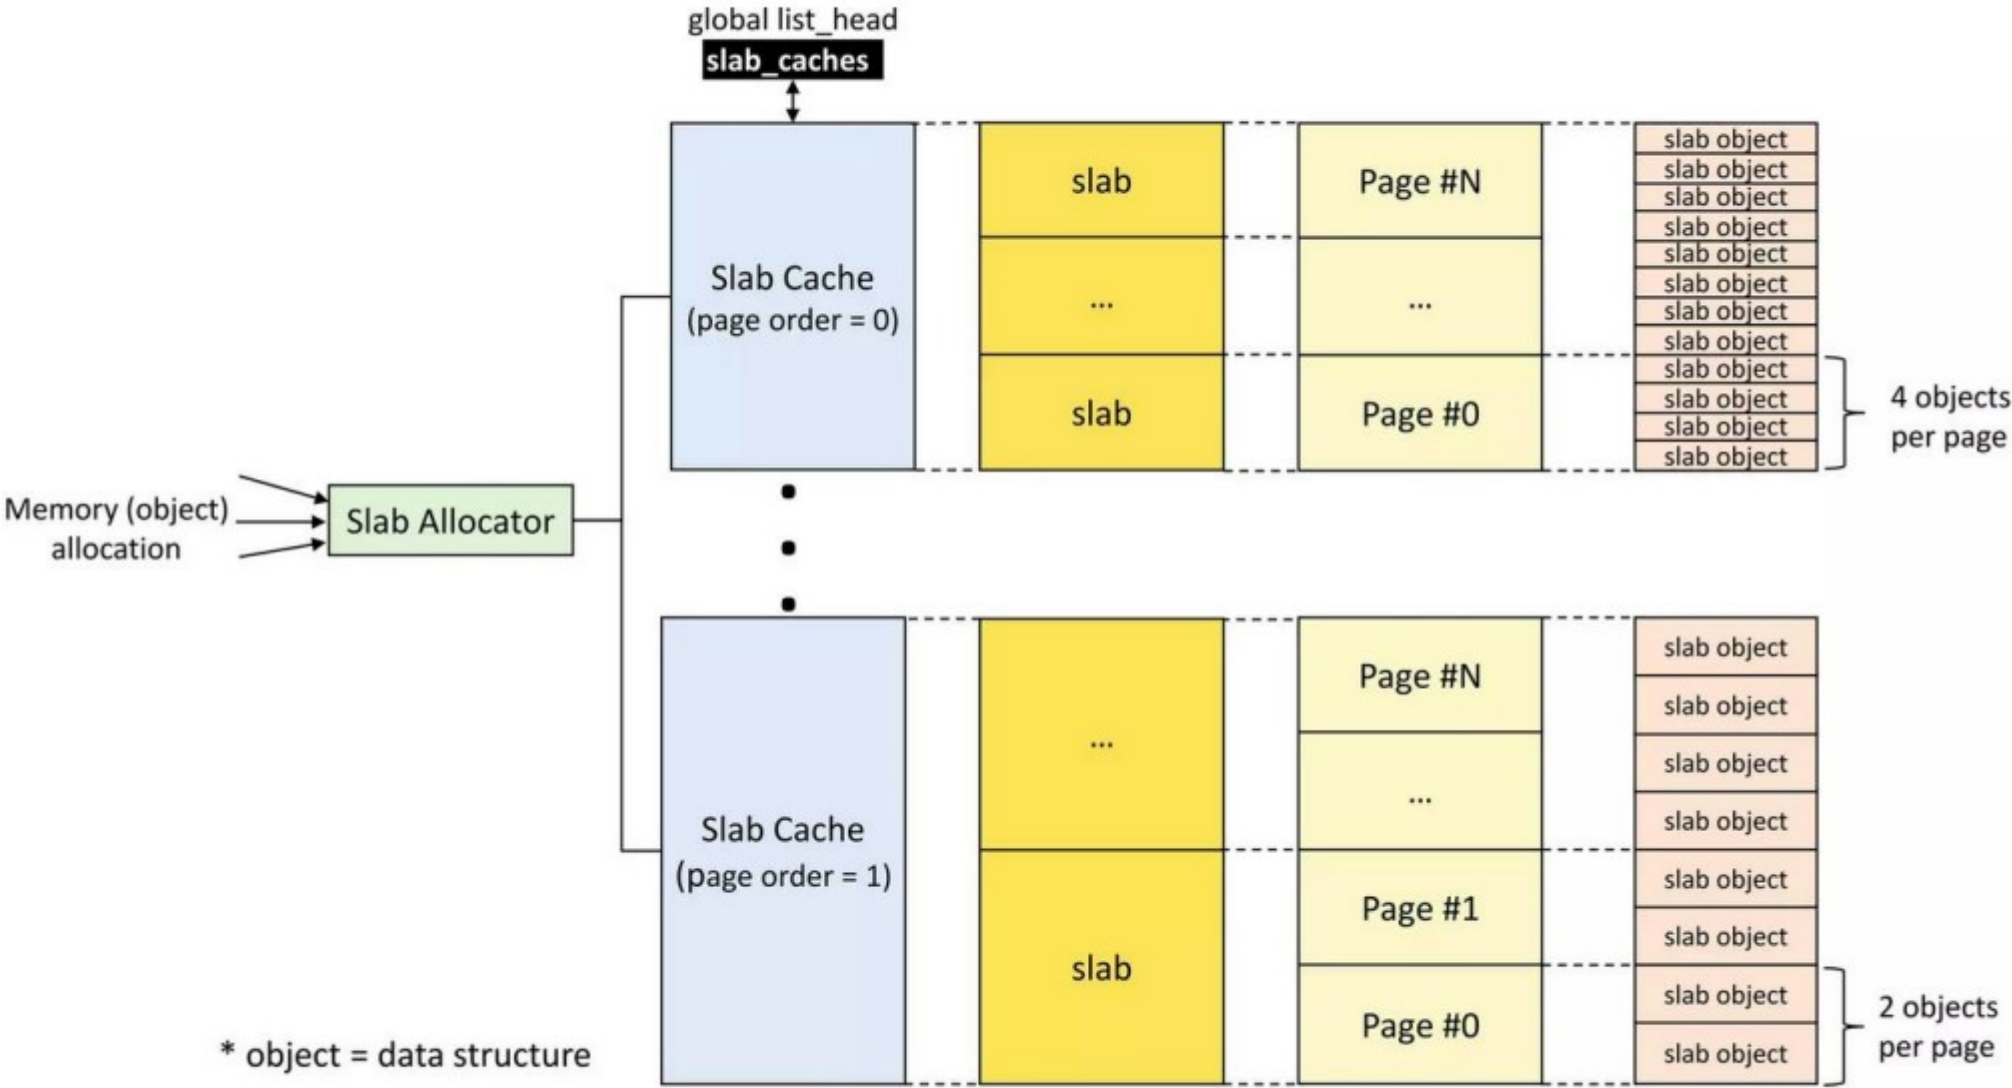 global list_head
slab_caches
Memory (object)
allocation
Slab Allocator
Slab Cache
(page order = 0)
slab
...
slab
Page #N
...
Page #0
slab object
slab object
slab object
slab object
slab object
slab object
slab object
slab object
slab object
slab object
slab object
slab object
4 objects
per page
Slab Cache
(page order = 1)
...
slab
Page #N
...
Page #1
Page #0
slab object
slab object
slab object
slab object
slab object
slab object
slab object
slab object
2 objects
per page
* object = data structure